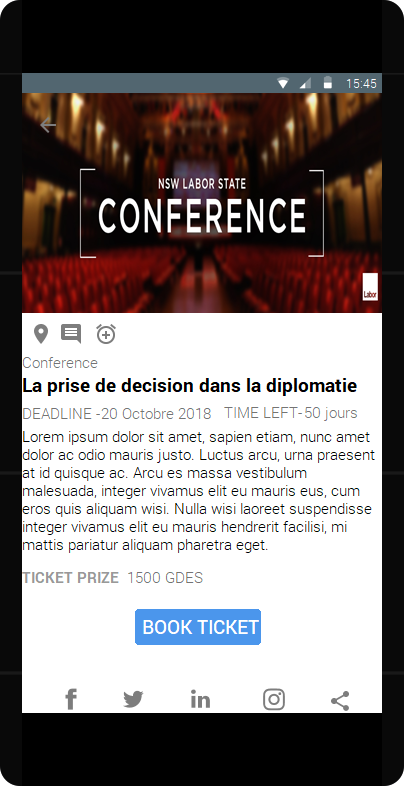 15:45
NSW LABOR STATE
CONFERENCE
Labor
Conference
La prise de decision dans la diplomatie
DEADLINE -20 Octobre 2018 TIME LEFT-50 jours
Lorem ipsum dolor sit amet, sapien etiam, nunc amet
dolor ac odio mauris justo. Luctus arcu, urna praesent
at id quisque ac. Arcu es massa vestibulum
malesuada, integer vivamus elit eu mauris eus, cum
eros quis aliquam wisi. Nulla wisi laoreet suspendisse
integer vivamus elit eu mauris hendrerit facilisi, mi
mattis pariatur aliquam pharetra eget.
TICKET PRIZE 1500 GDES
BOOK TICKET